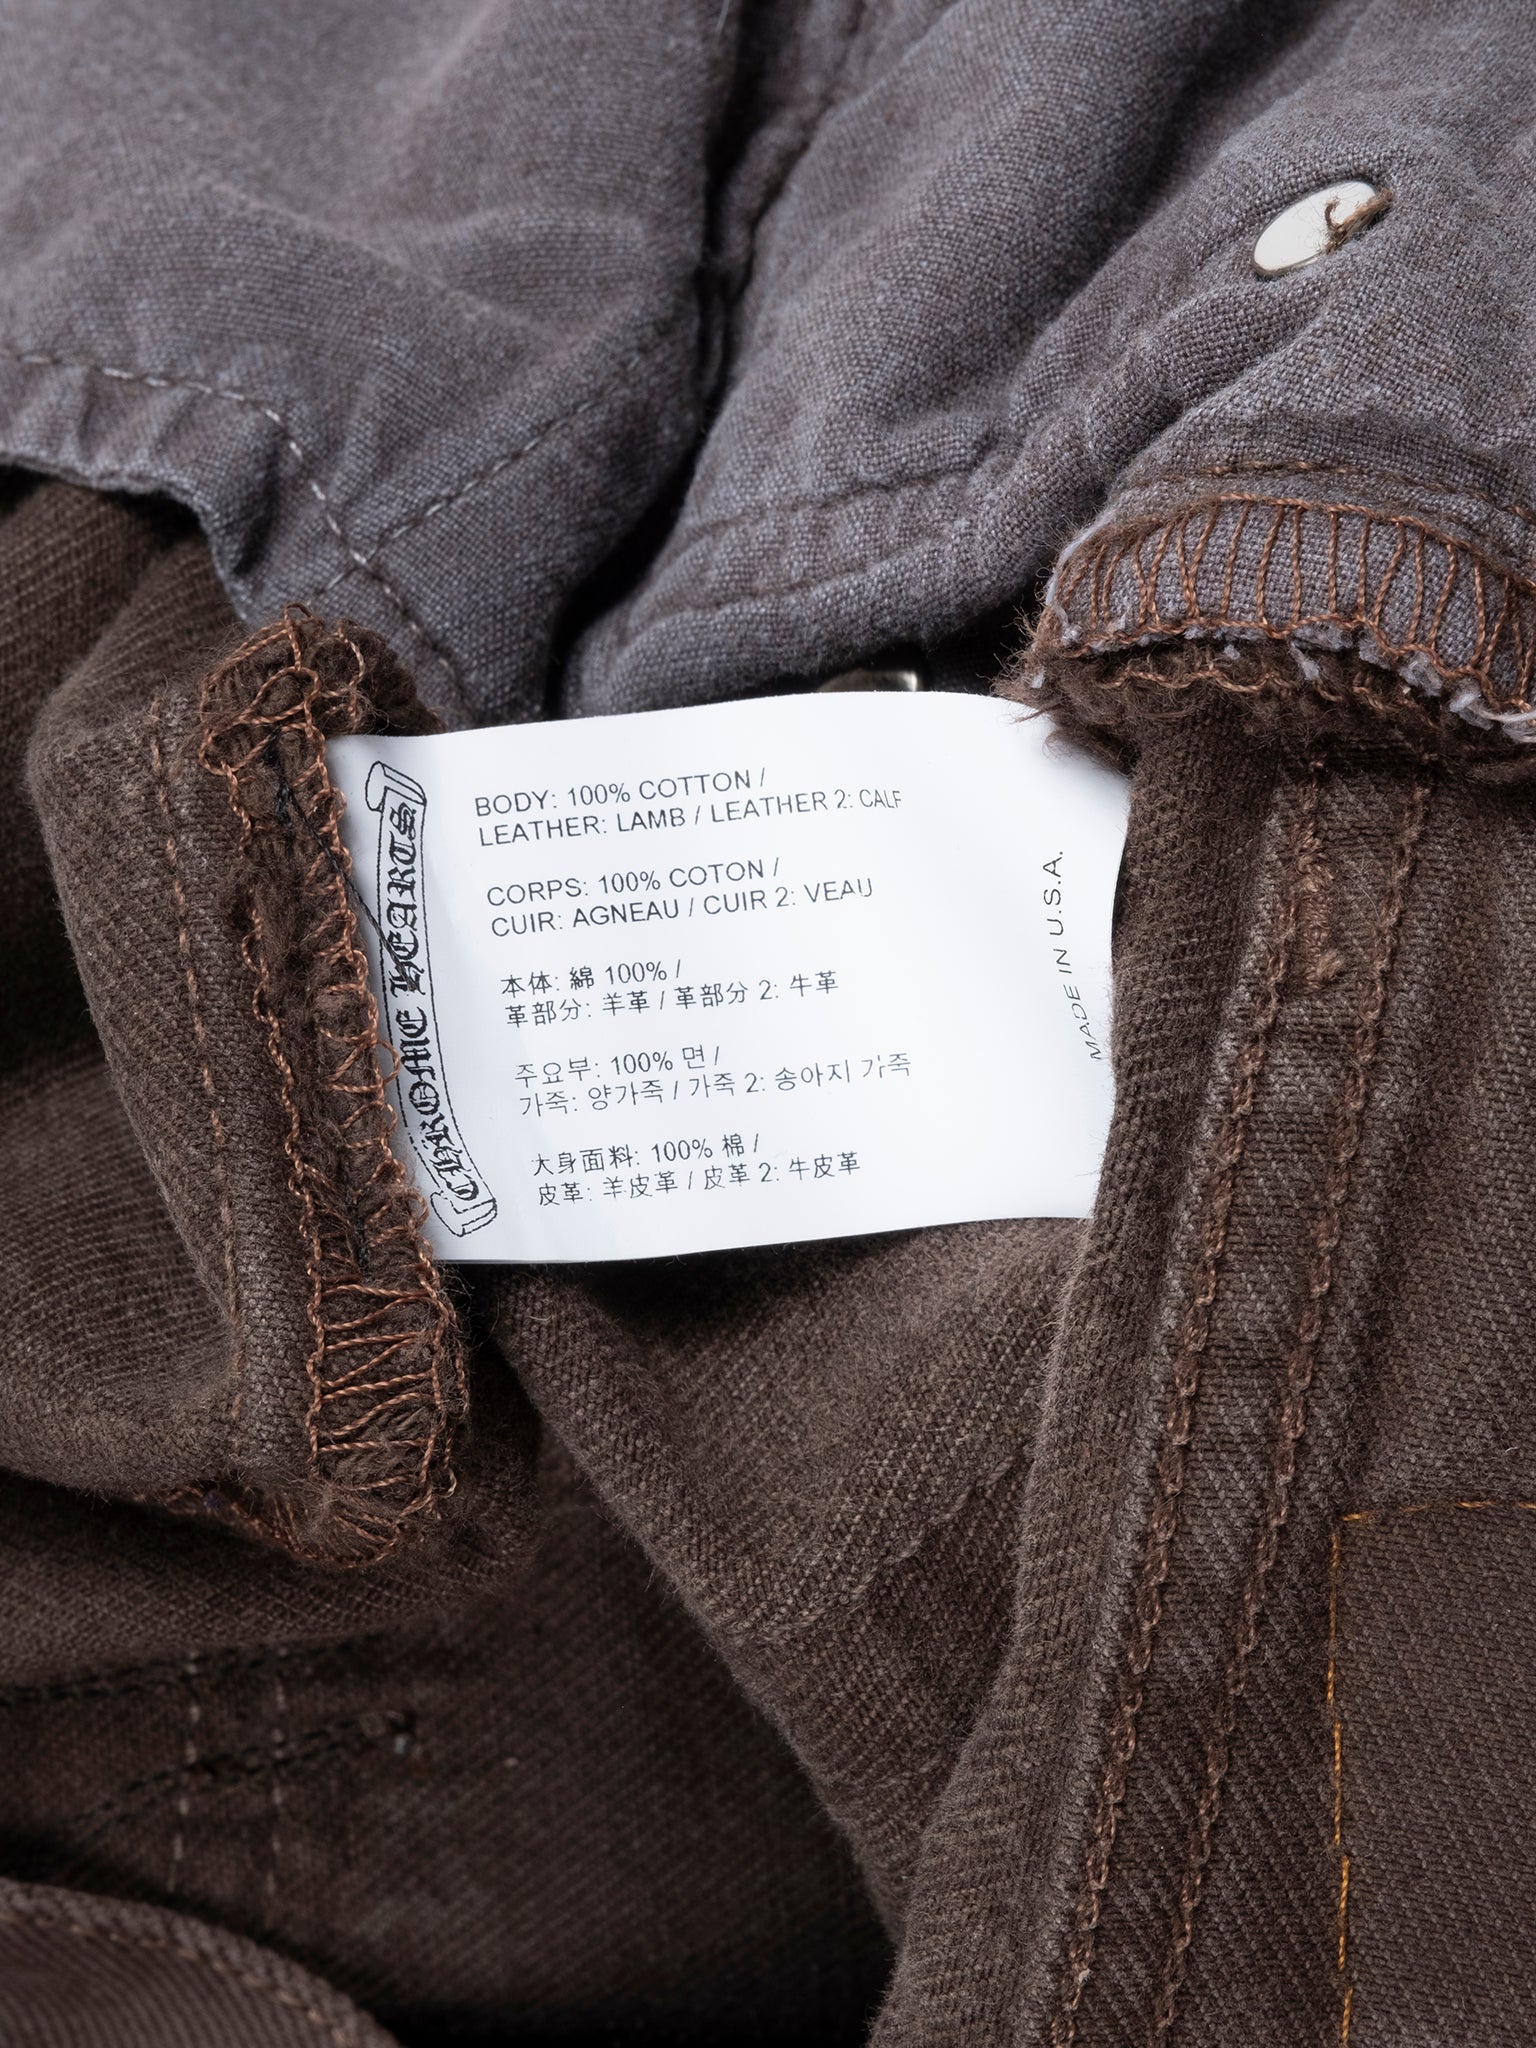 CHROME HEARTS
BODY: 100% COTTON /
LEATHER: LAMB / LEATHER 2: CALF
CORPS: 100% COTON /
CUIR: AGNEAU / CUIR 2: VEAU
本体: 綿 100% /
革部分: 羊革 / 革部分 2: 牛革
주요부: 100% 면 /
가죽: 양가죽 / 가죽 2: 송아지 가죽
大身面料: 100% 棉 /
皮革: 羊皮革 / 皮革 2: 牛皮革
MADE IN U.S.A.